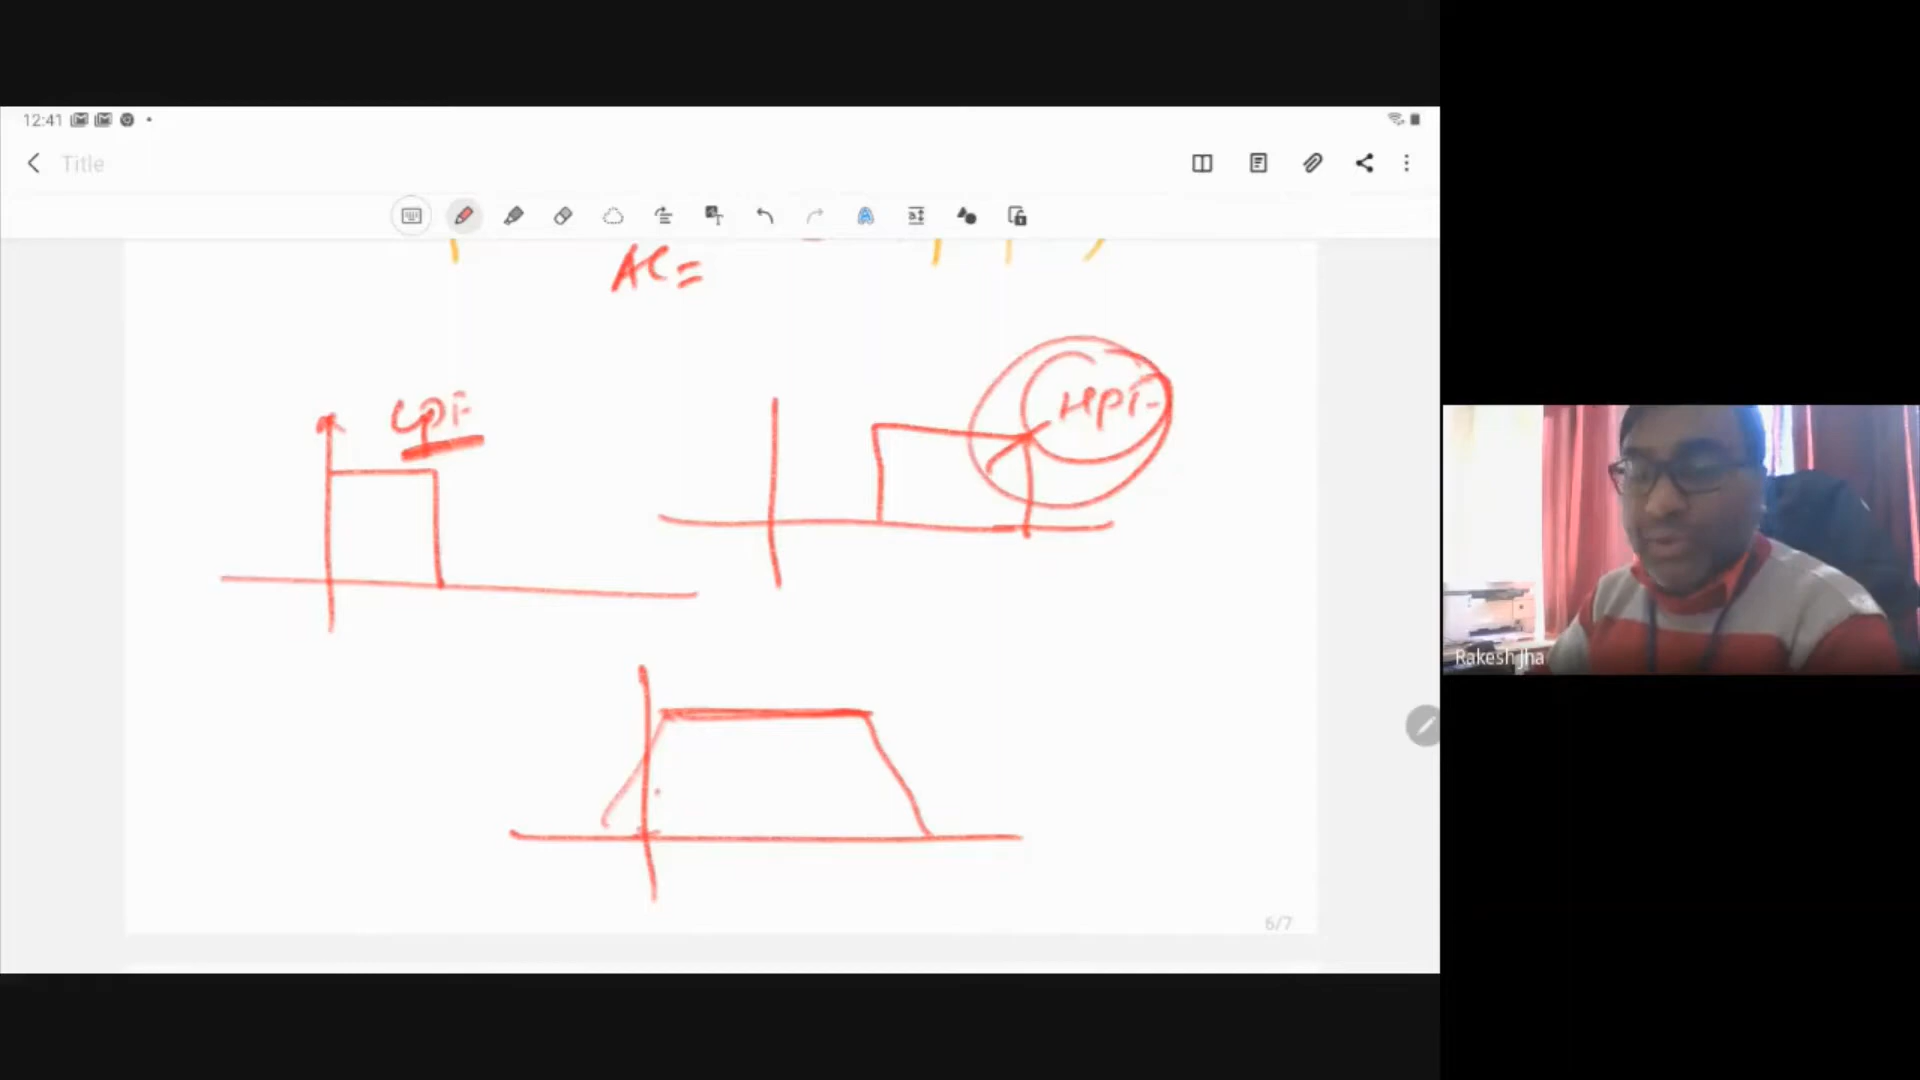 12:41
Title
AC=
LPF
HPF
Rakesh Jha
6/7